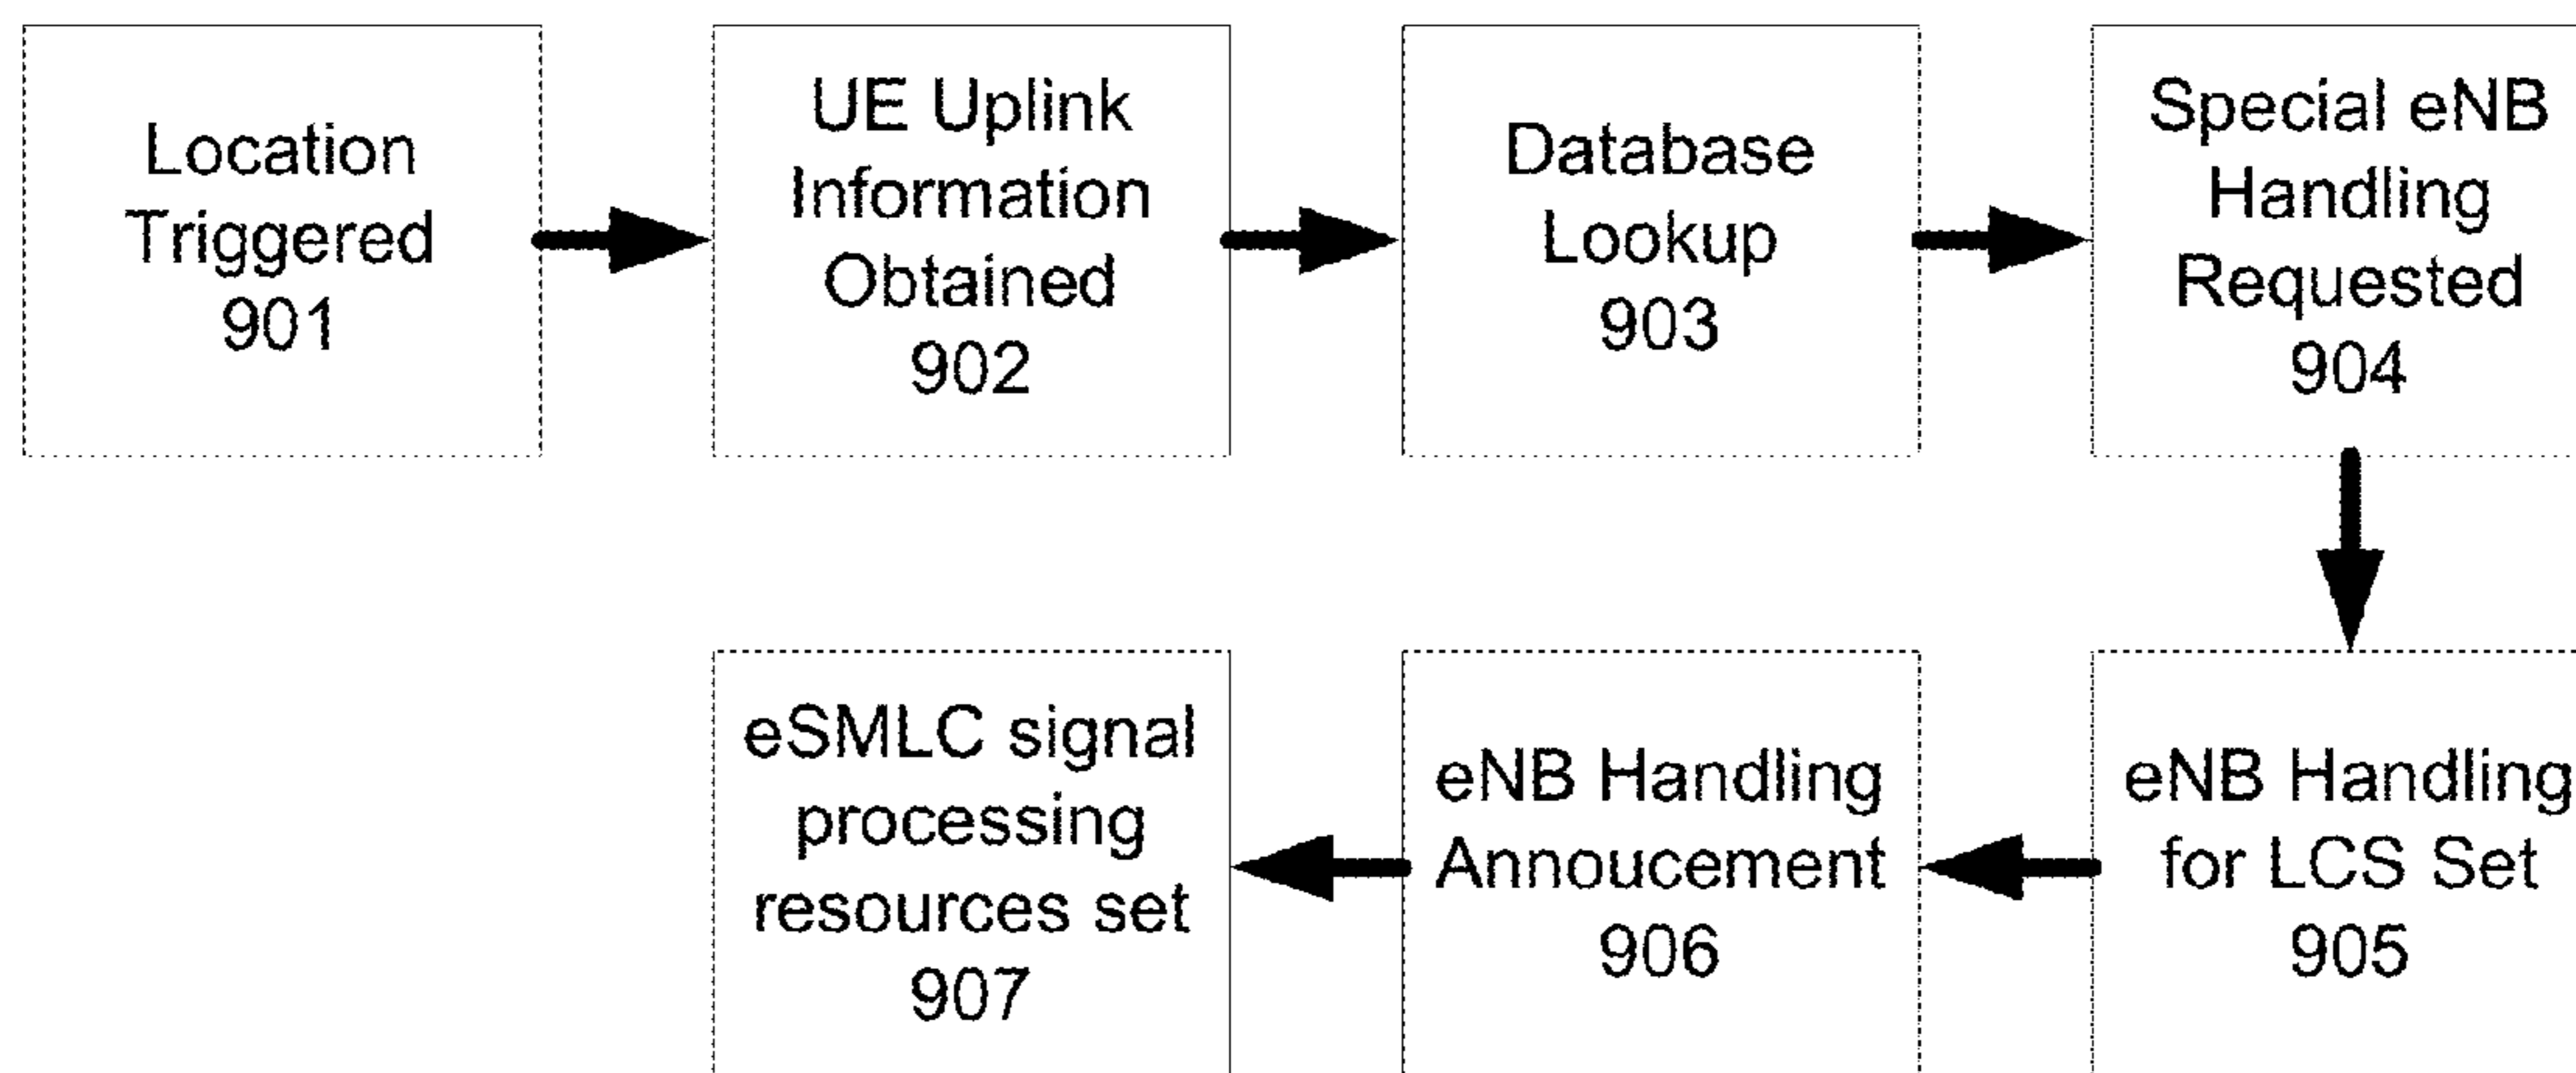 Location
Triggered
901
UE Uplink
Information
Obtained
902
Database
Lookup
903
Special eNB
Handling
Requested
904
eSMLC signal
processing
resources set
907
eNB Handling
Annoucement
906
eNB Handling
for LCS Set
905